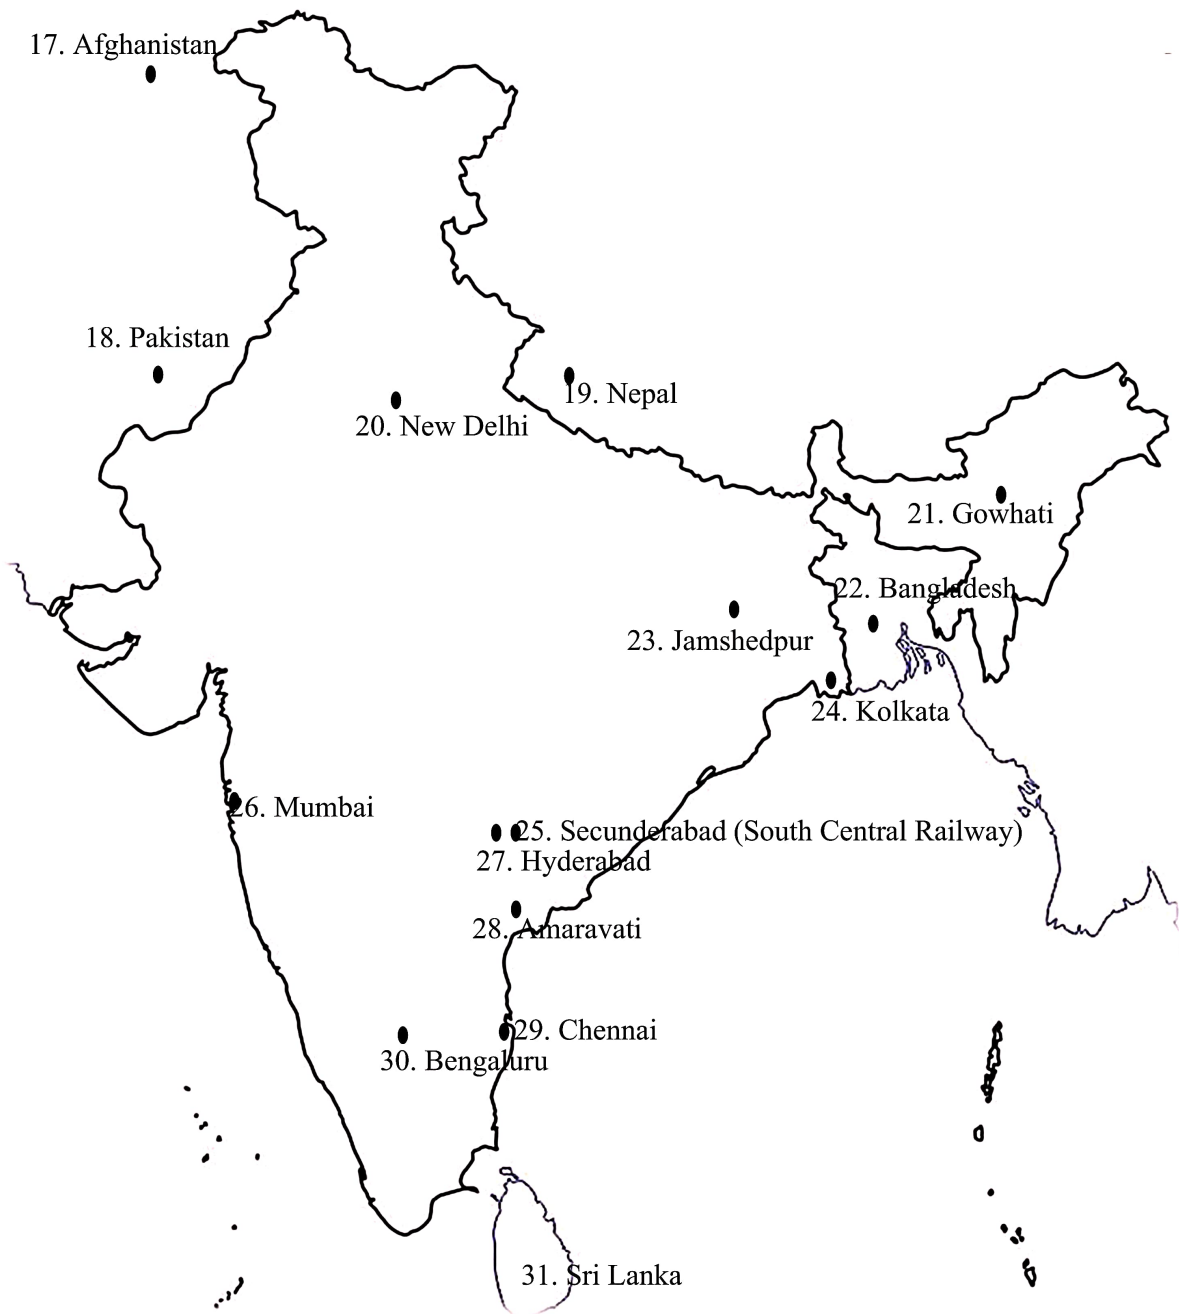 17. Afghanistan
18. Pakistan
19. Nepal
20. New Delhi
21. Gowhati
22. Bangladesh
23. Jamshedpur
24. Kolkata
26. Mumbai
25. Secunderabad (South Central Railway)
27. Hyderabad
28. Amaravati
29. Chennai
30. Bengaluru
31. Sri Lanka